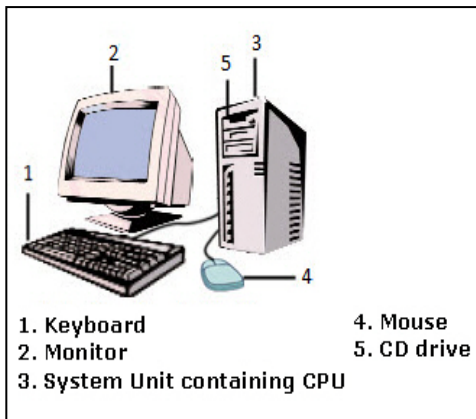 2
3
5
1
4
1. Keyboard
2. Monitor
3. System Unit containing CPU
4. Mouse
5. CD drive